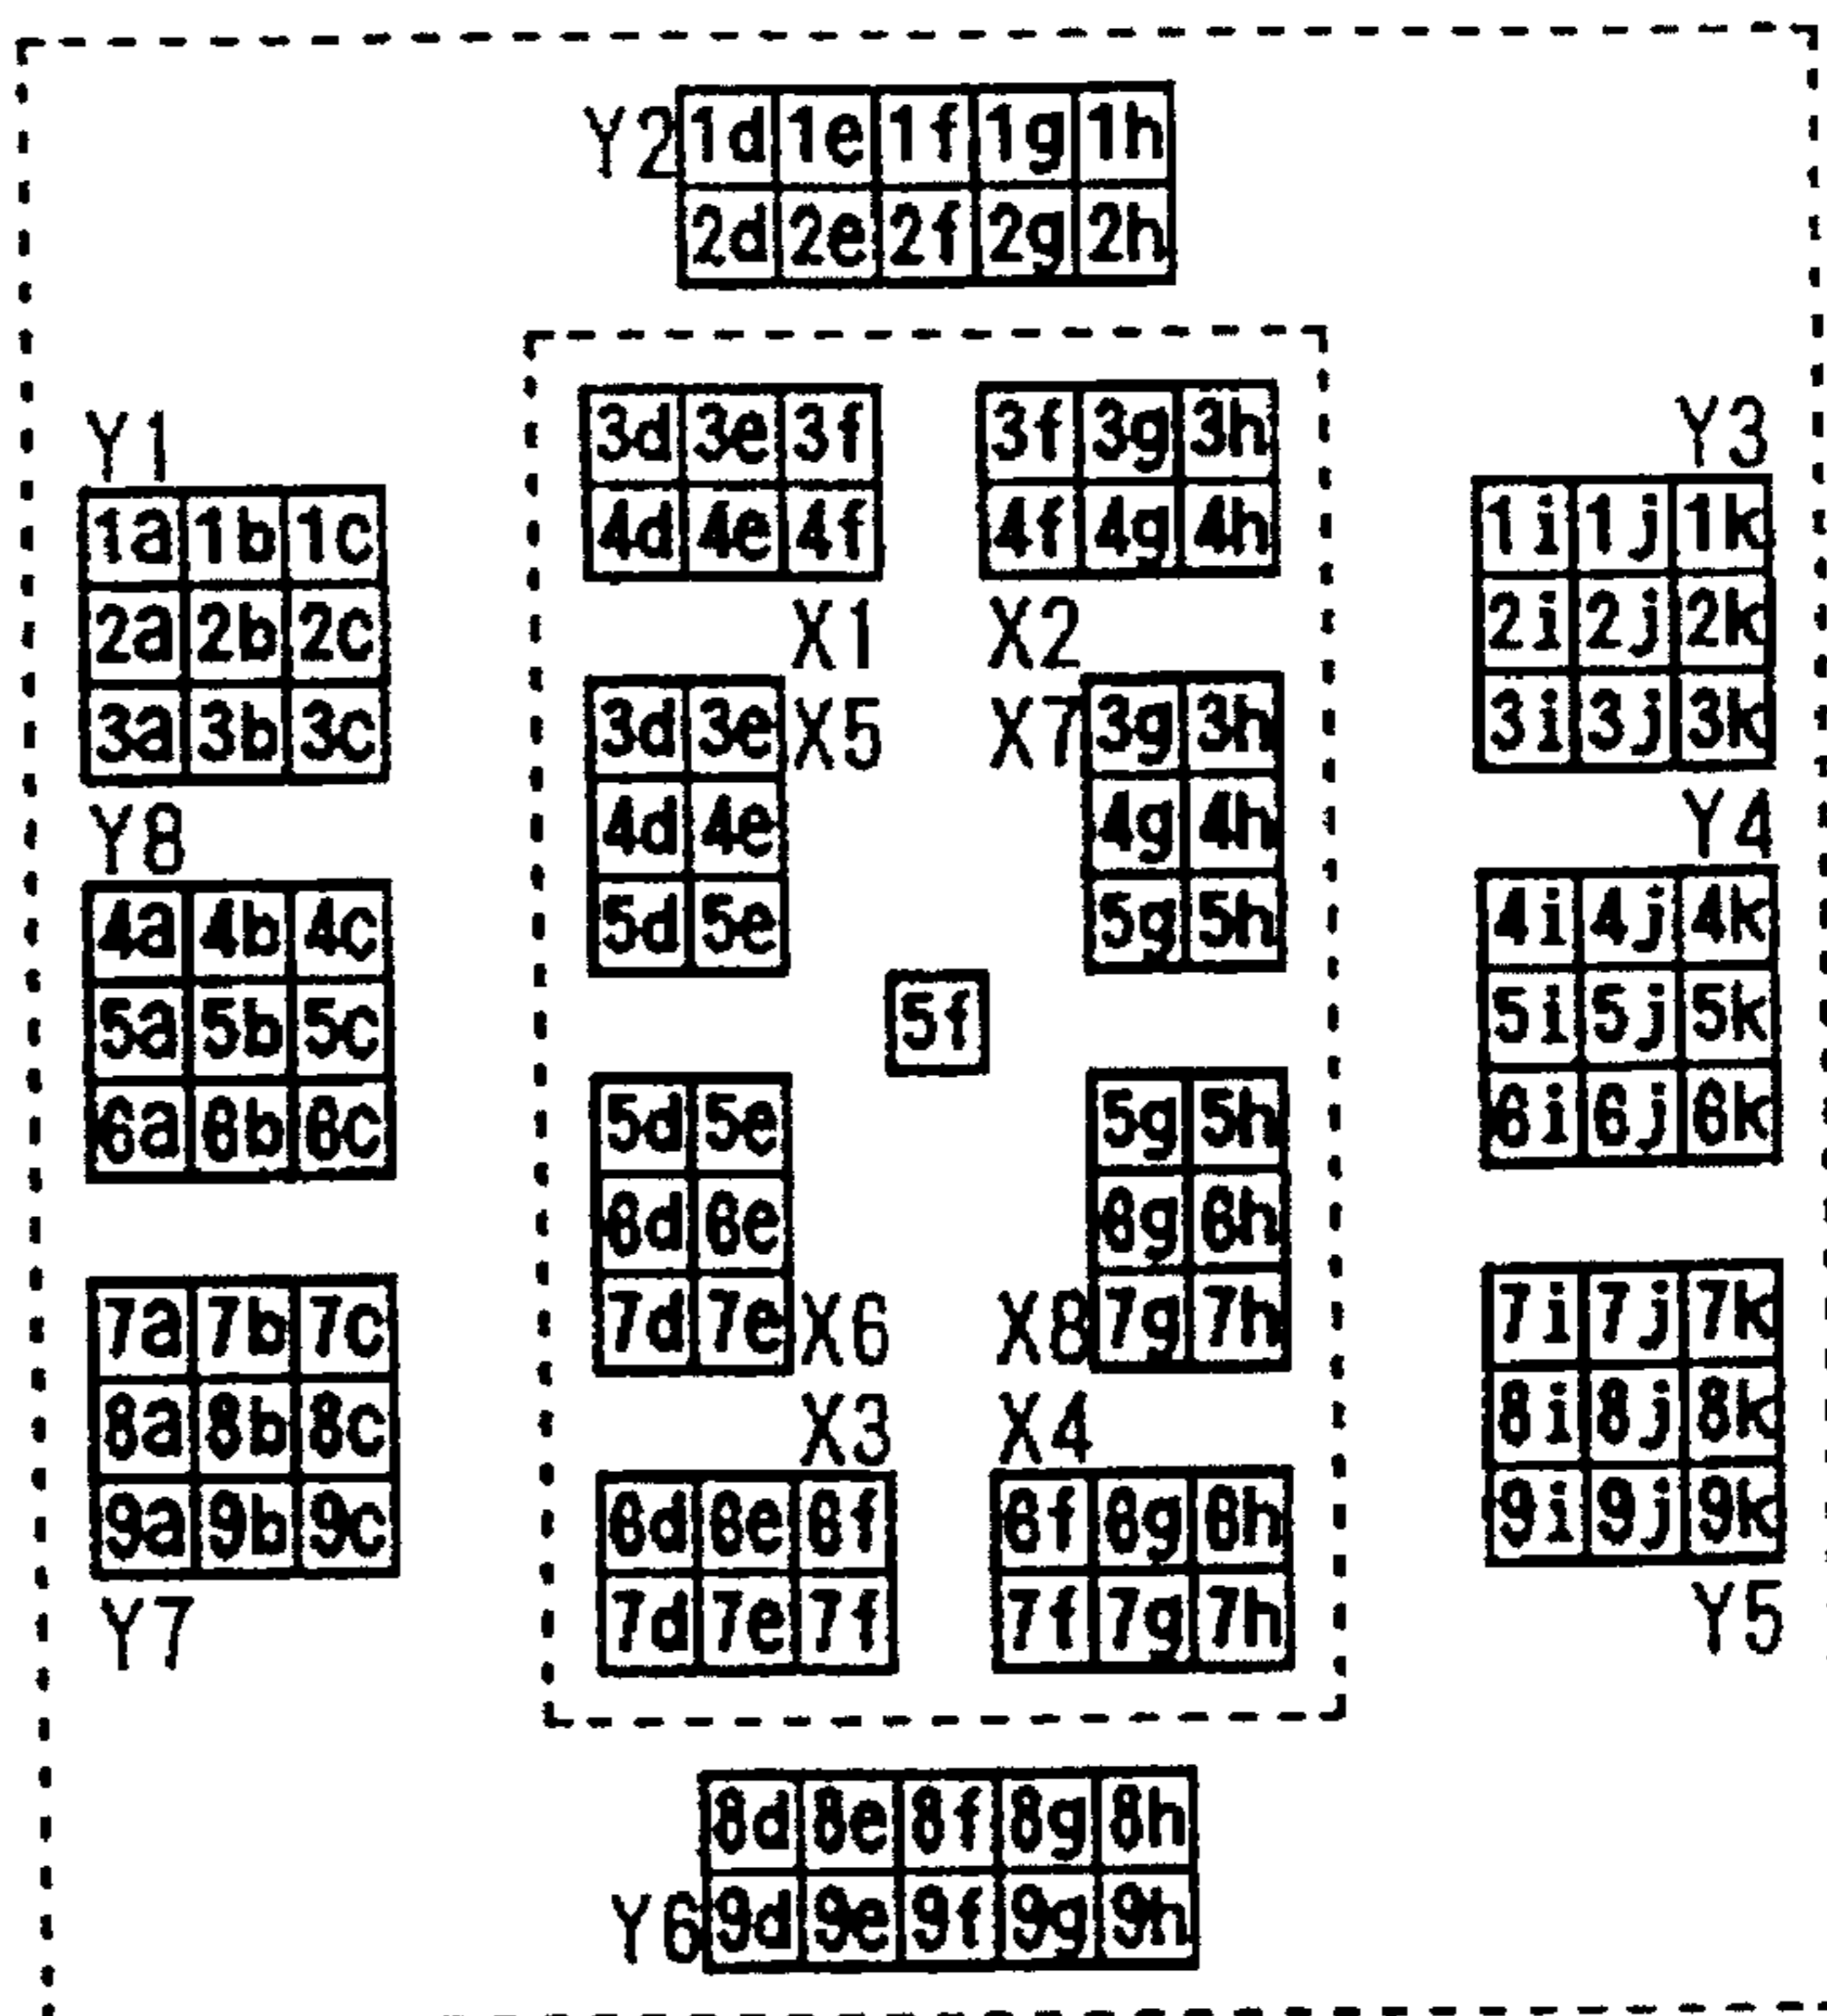 Y2
1d 1e 1f 1g 1h
2d 2e 2f 2g 2h
Y1
1a 1b 1c
2a 2b 2c
3a 3b 3c
Y8
4a 4b 4c
5a 5b 5c
6a 6b 6c
7a 7b 7c
8a 8b 8c
9a 9b 9c
Y7
3d 3e 3f
4d 4e 4f
X1
3f 3g 3h
4f 4g 4h
X2
3d 3e X5
4d 4e
5d 5e
X7 3g 3h
4g 4h
5g 5h
5f
5d 5e
6d 6e
7d 7e X6
5g 5h
6g 6h
X8 7g 7h
X3
6d 6e 6f
7d 7e 7f
X4
6f 6g 6h
7f 7g 7h
Y3
1i 1j 1k
2i 2j 2k
3i 3j 3k
Y4
4i 4j 4k
5i 5j 5k
6i 6j 6k
7i 7j 7k
8i 8j 8k
9i 9j 9k
Y5
8d 8e 8f 8g 8h
Y6 9d 9e 9f 9g 9h